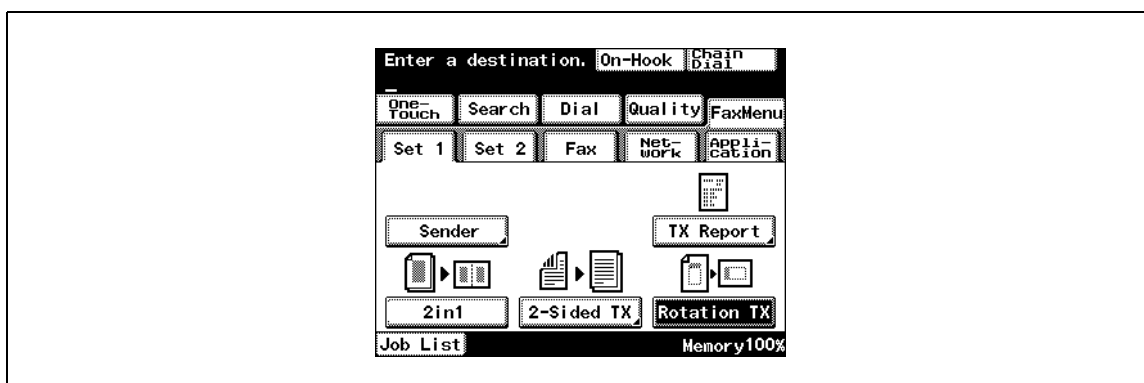 Enter a destination. On-Hook Chain Dial
One-Touch Search Dial Quality FaxMenu
Set 1 Set 2 Fax Net-work Appli-cation
Sender TX Report
2in1 2-Sided TX Rotation TX
Job List Memory100%